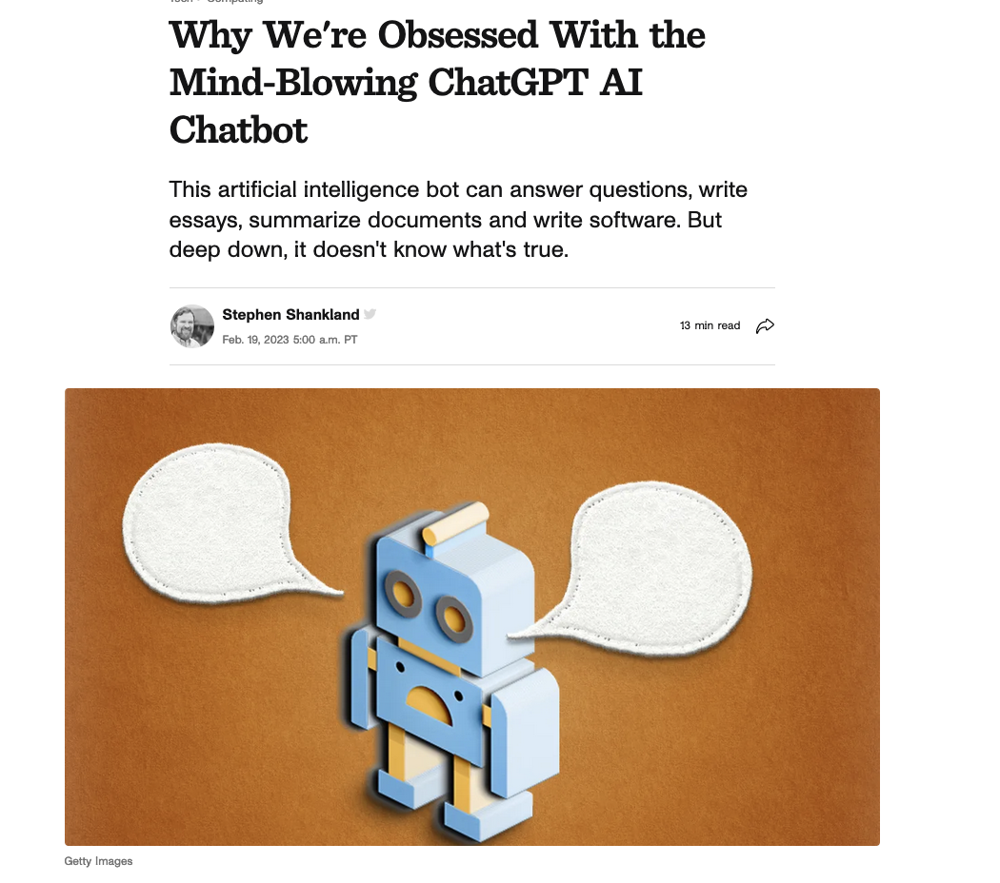 Tech > Computing
Why We're Obsessed With the
Mind-Blowing ChatGPT AI
Chatbot
This artificial intelligence bot can answer questions, write
essays, summarize documents and write software. But
deep down, it doesn't know what's true.
Stephen Shankland
Feb. 19, 2023 5:00 a.m. PT
13 min read
Getty Images